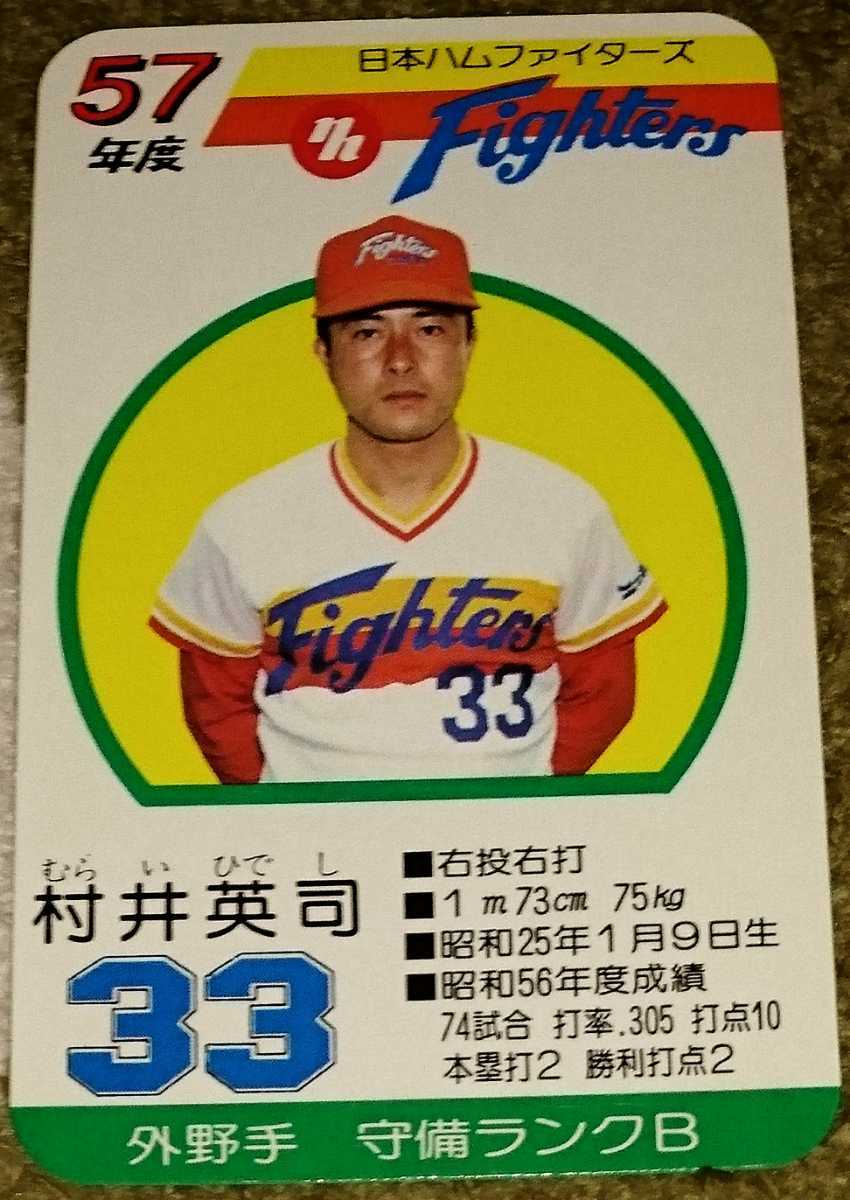 57
年度
日本ハムファイターズ
nh
Fighters
Fighters
Fighters
33
むら い ひで し
村井英司
33
■右投右打
■1m73cm 75kg
■昭和25年1月9日生
■昭和56年度成績
74試合 打率.305 打点10
本塁打2 勝利打点2
外野手 守備ランクB